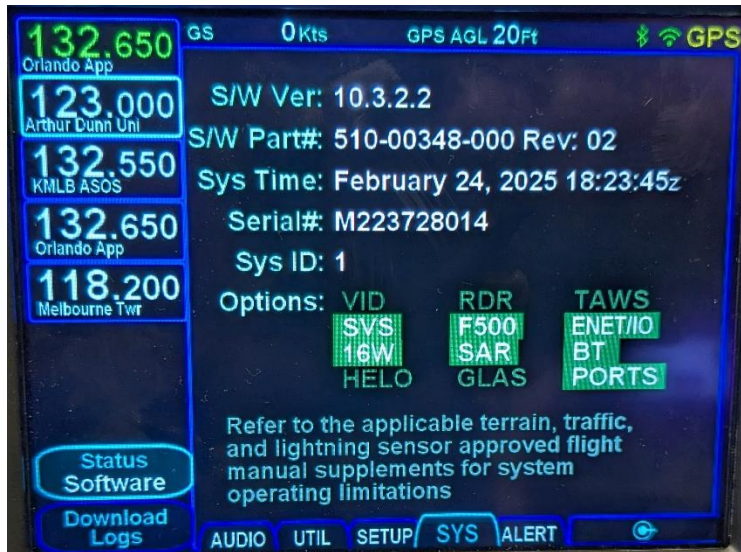 132.650
Orlando App
123.000
Arthur Dunn Uni
132.550
KMLB ASOS
132.650
Orlando App
118.200
Melbourne Twr
Status
Software
Download
Logs
GS 0Kts GPS AGL 20Ft GPS
S/W Ver: 10.3.2.2
S/W Part#: 510-00348-000 Rev: 02
Sys Time: February 24, 2025 18:23:45z
Serial#: M223728014
Sys ID: 1
Options: VID RDR TAWS
SVS F500 ENET/IO
16W SAR BT
HELO GLAS PORTS
Refer to the applicable terrain, traffic,
and lightning sensor approved flight
manual supplements for system
operating limitations
AUDIO UTIL SETUP SYS ALERT